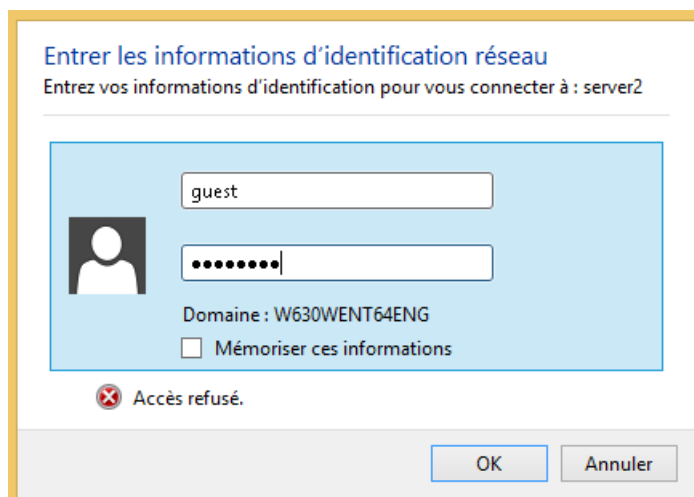 Entrer les informations d’identification réseau
Entrez vos informations d’identification pour vous connecter à : server2
guest
●●●●●●●●
Domaine : W630WENT64ENG
Mémoriser ces informations
Accès refusé.
OK
Annuler